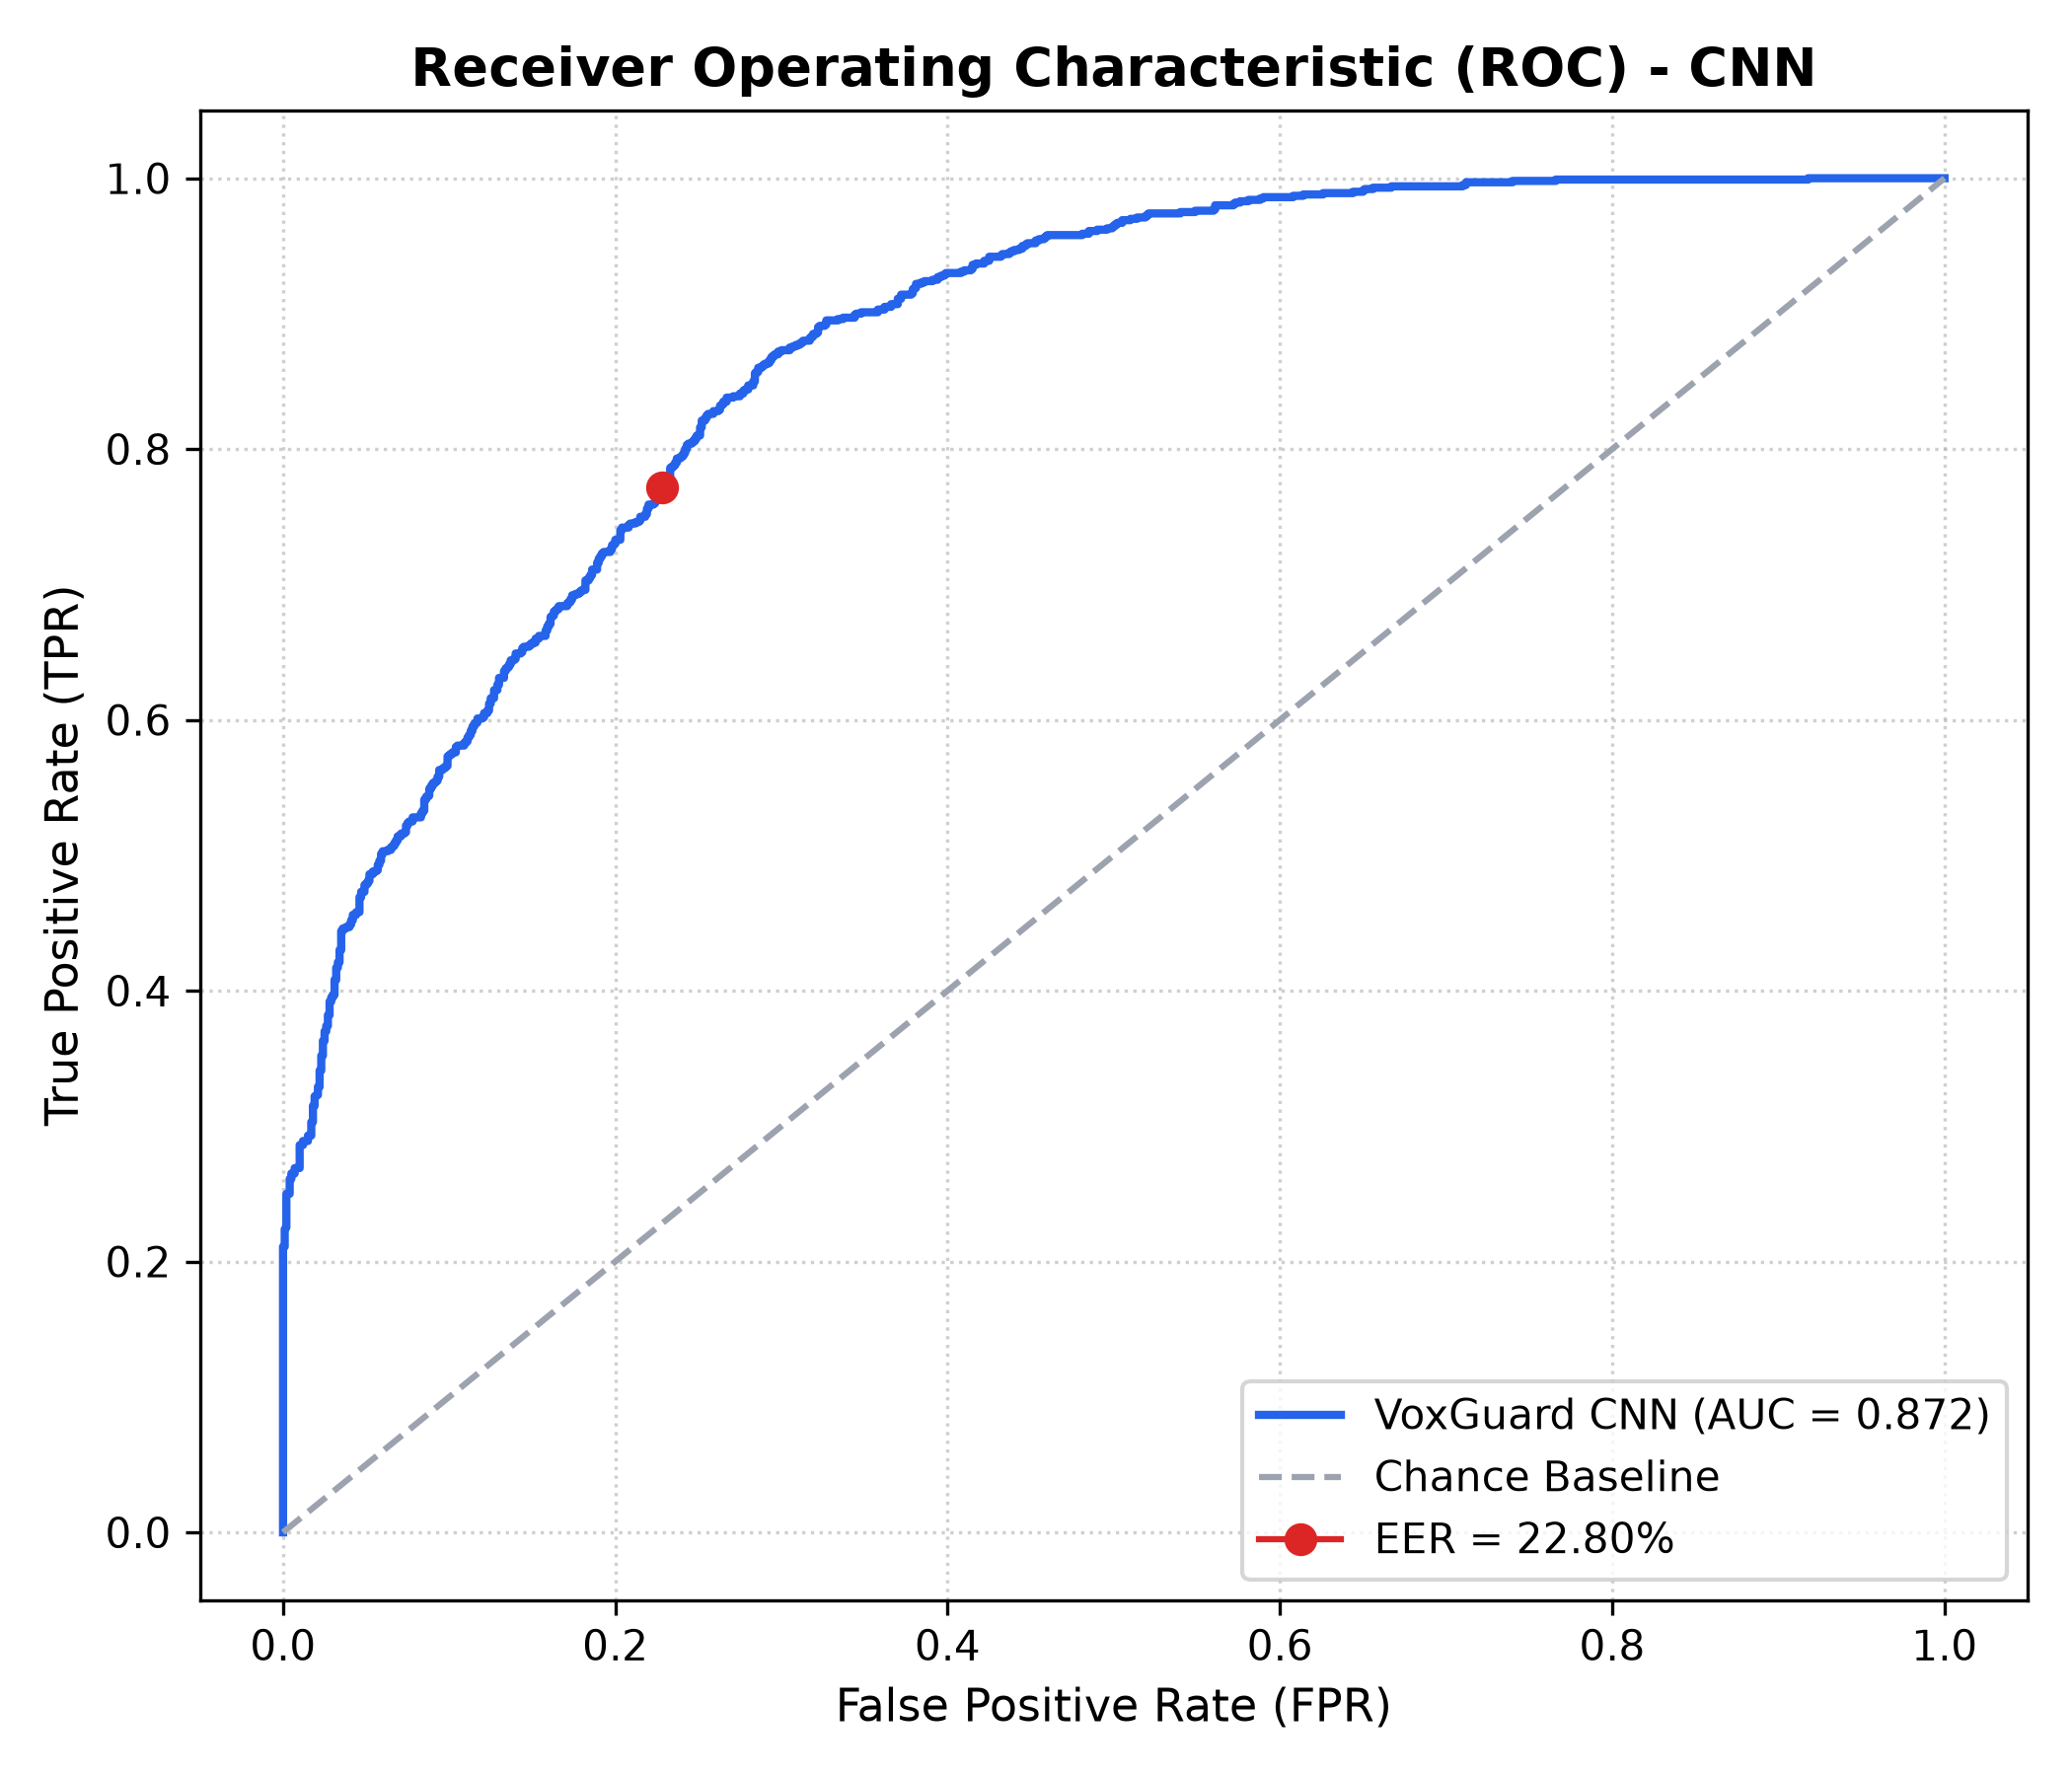 Receiver Operating Characteristic (ROC) - CNN
True Positive Rate (TPR)
1.0
0.8
0.6
0.4
0.2
0.0
VoxGuard CNN (AUC = 0.872)
Chance Baseline
EER = 22.80%
0.0 0.2 0.4 0.6 0.8 1.0
False Positive Rate (FPR)